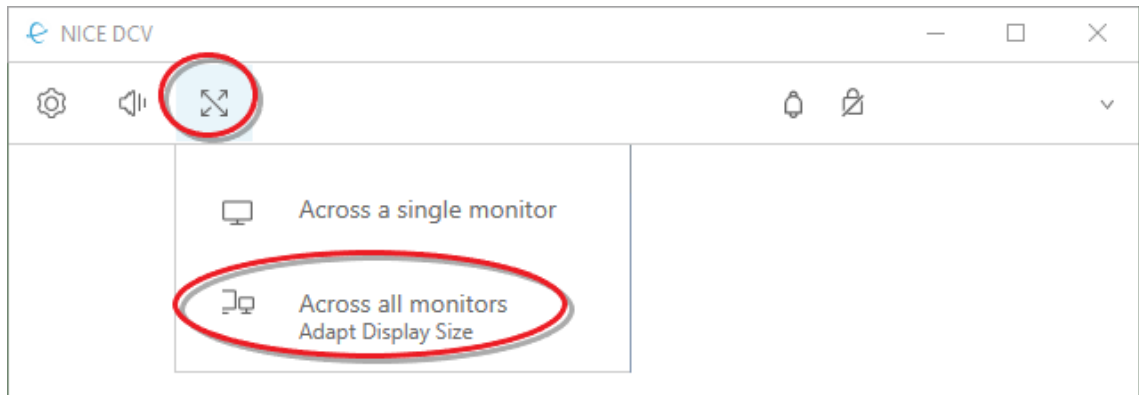 NICE DCV
Across a single monitor
Across all monitors
Adapt Display Size